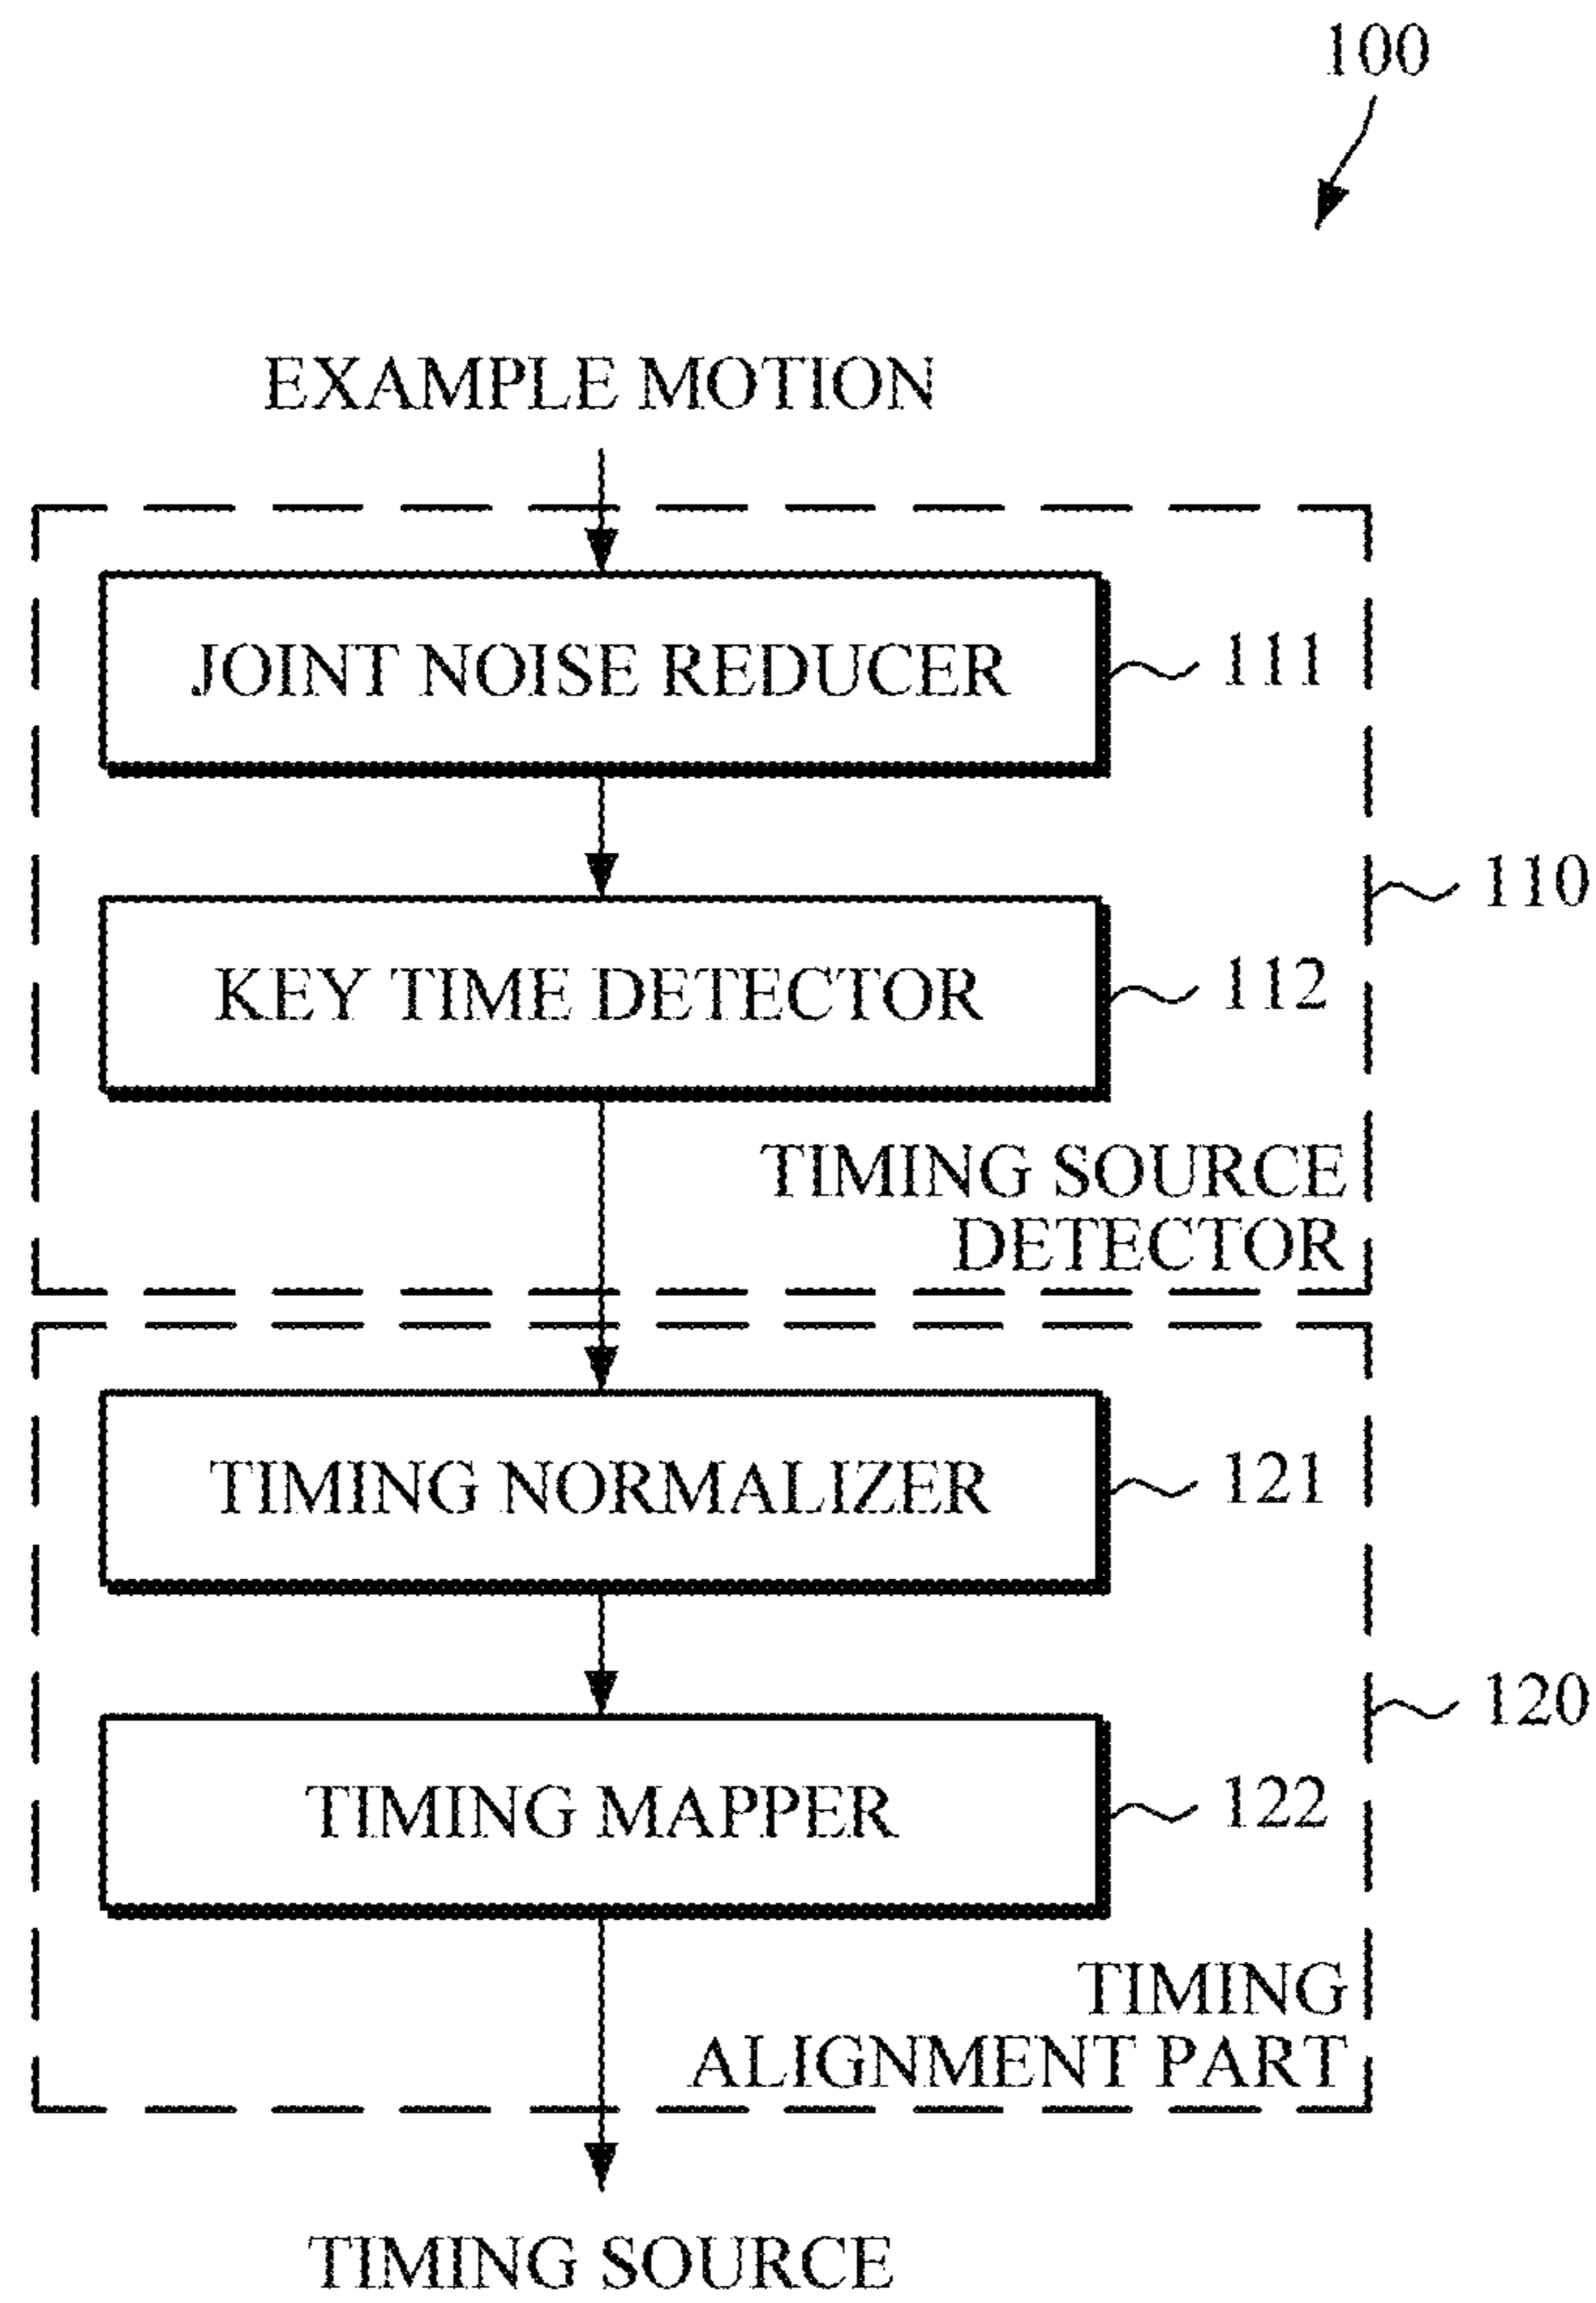 100
EXAMPLE MOTION
JOINT NOISE REDUCER
111
110
KEY TIME DETECTOR
112
TIMING SOURCE
DETECTOR
TIMING NORMALIZER
121
120
TIMING MAPPER
122
TIMING
ALIGNMENT PART
TIMING SOURCE